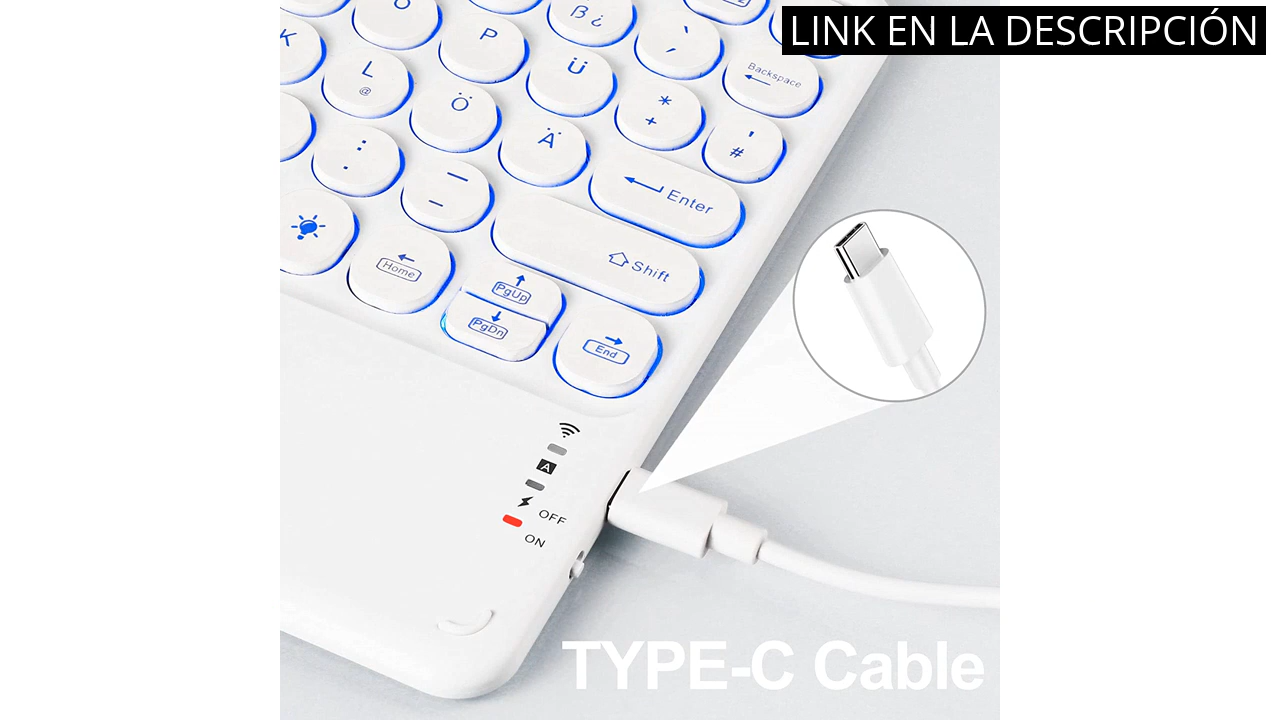 LINK EN LA DESCRIPCIÓN
O
ß ¿
K
P
`
´
Backspace
L
@
Ü
*
+
Ö
'
#
Ä
:
.
Enter
_
-
Shift
Home
PgUp
PgDn
End
A
OFF
ON
TYPE-C Cable